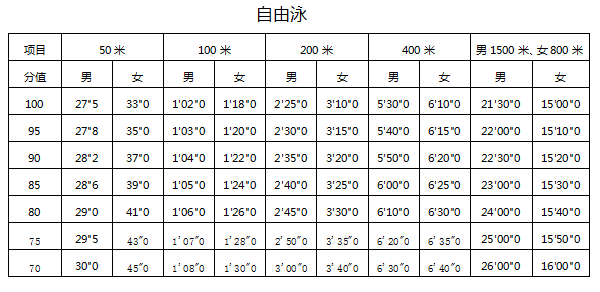 自由泳
项目 50 米 100 米 200 米 400 米 男 1500 米、女 800 米
分值 男 女 男 女 男 女 男 女 男 女
100 27"5 33"0 1'02"0 1'18"0 2'25"0 3'10"0 5'30"0 6'10"0 21'30"0 15'00"0
95 27"8 35"0 1'03"0 1'20"0 2'30"0 3'15"0 5'40"0 6'15"0 22'00"0 15'10"0
90 28"2 37"0 1'04"0 1'22"0 2'35"0 3'20"0 5'50"0 6'20"0 22'30"0 15'20"0
85 28"6 39"0 1'05"0 1'24"0 2'40"0 3'25"0 6'00"0 6'25"0 23'00"0 15'30"0
80 29"0 41"0 1'06"0 1'26"0 2'45"0 3'30"0 6'10"0 6'30"0 24'00"0 15'40"0
75 29"5 43"0 1'07"0 1'28"0 2'50"0 3'35"0 6'20"0 6'35"0 25'00"0 15'50"0
70 30"0 45"0 1'08"0 1'30"0 3'00"0 3'40"0 6'30"0 6'40"0 26'00"0 16'00"0